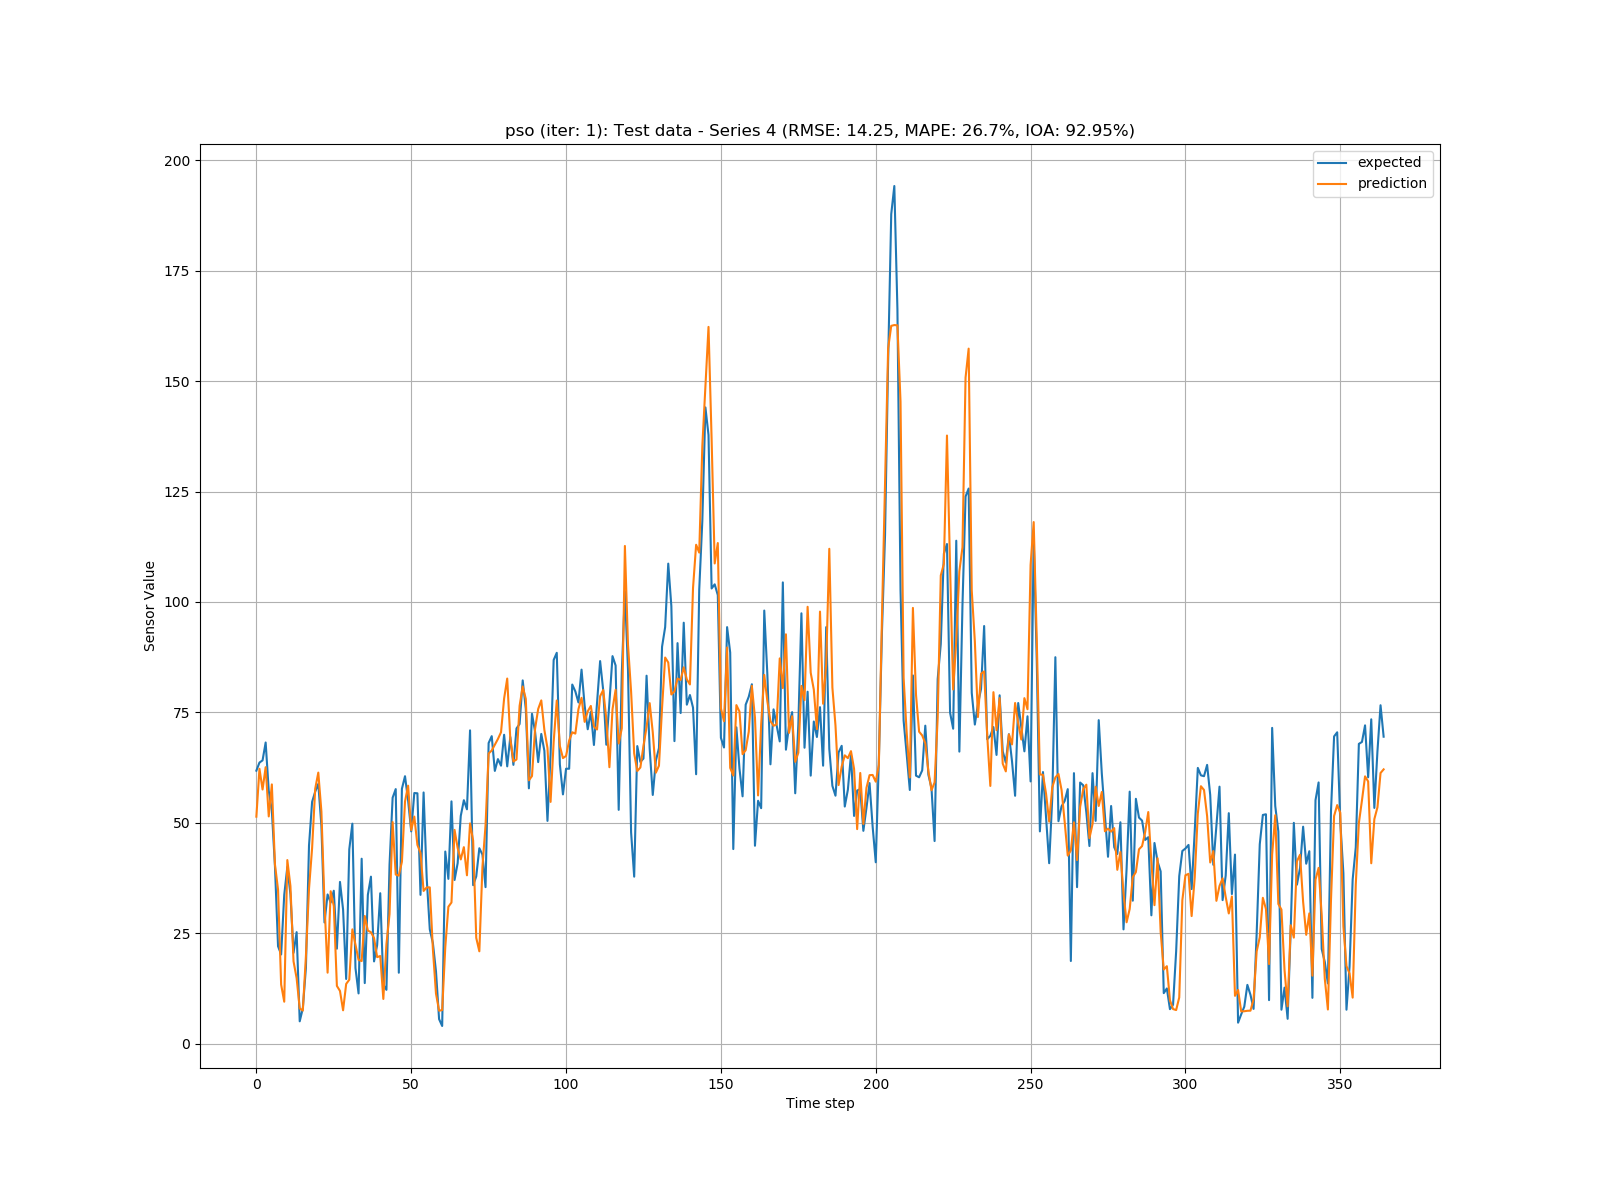 pso (iter: 1): Test data - Series 4 (RMSE: 14.25, MAPE: 26.7%, IOA: 92.95%)
expected
prediction
200
175
150
125
100
75
50
25
0
Sensor Value
0 50 100 150 200 250 300 350
Time step